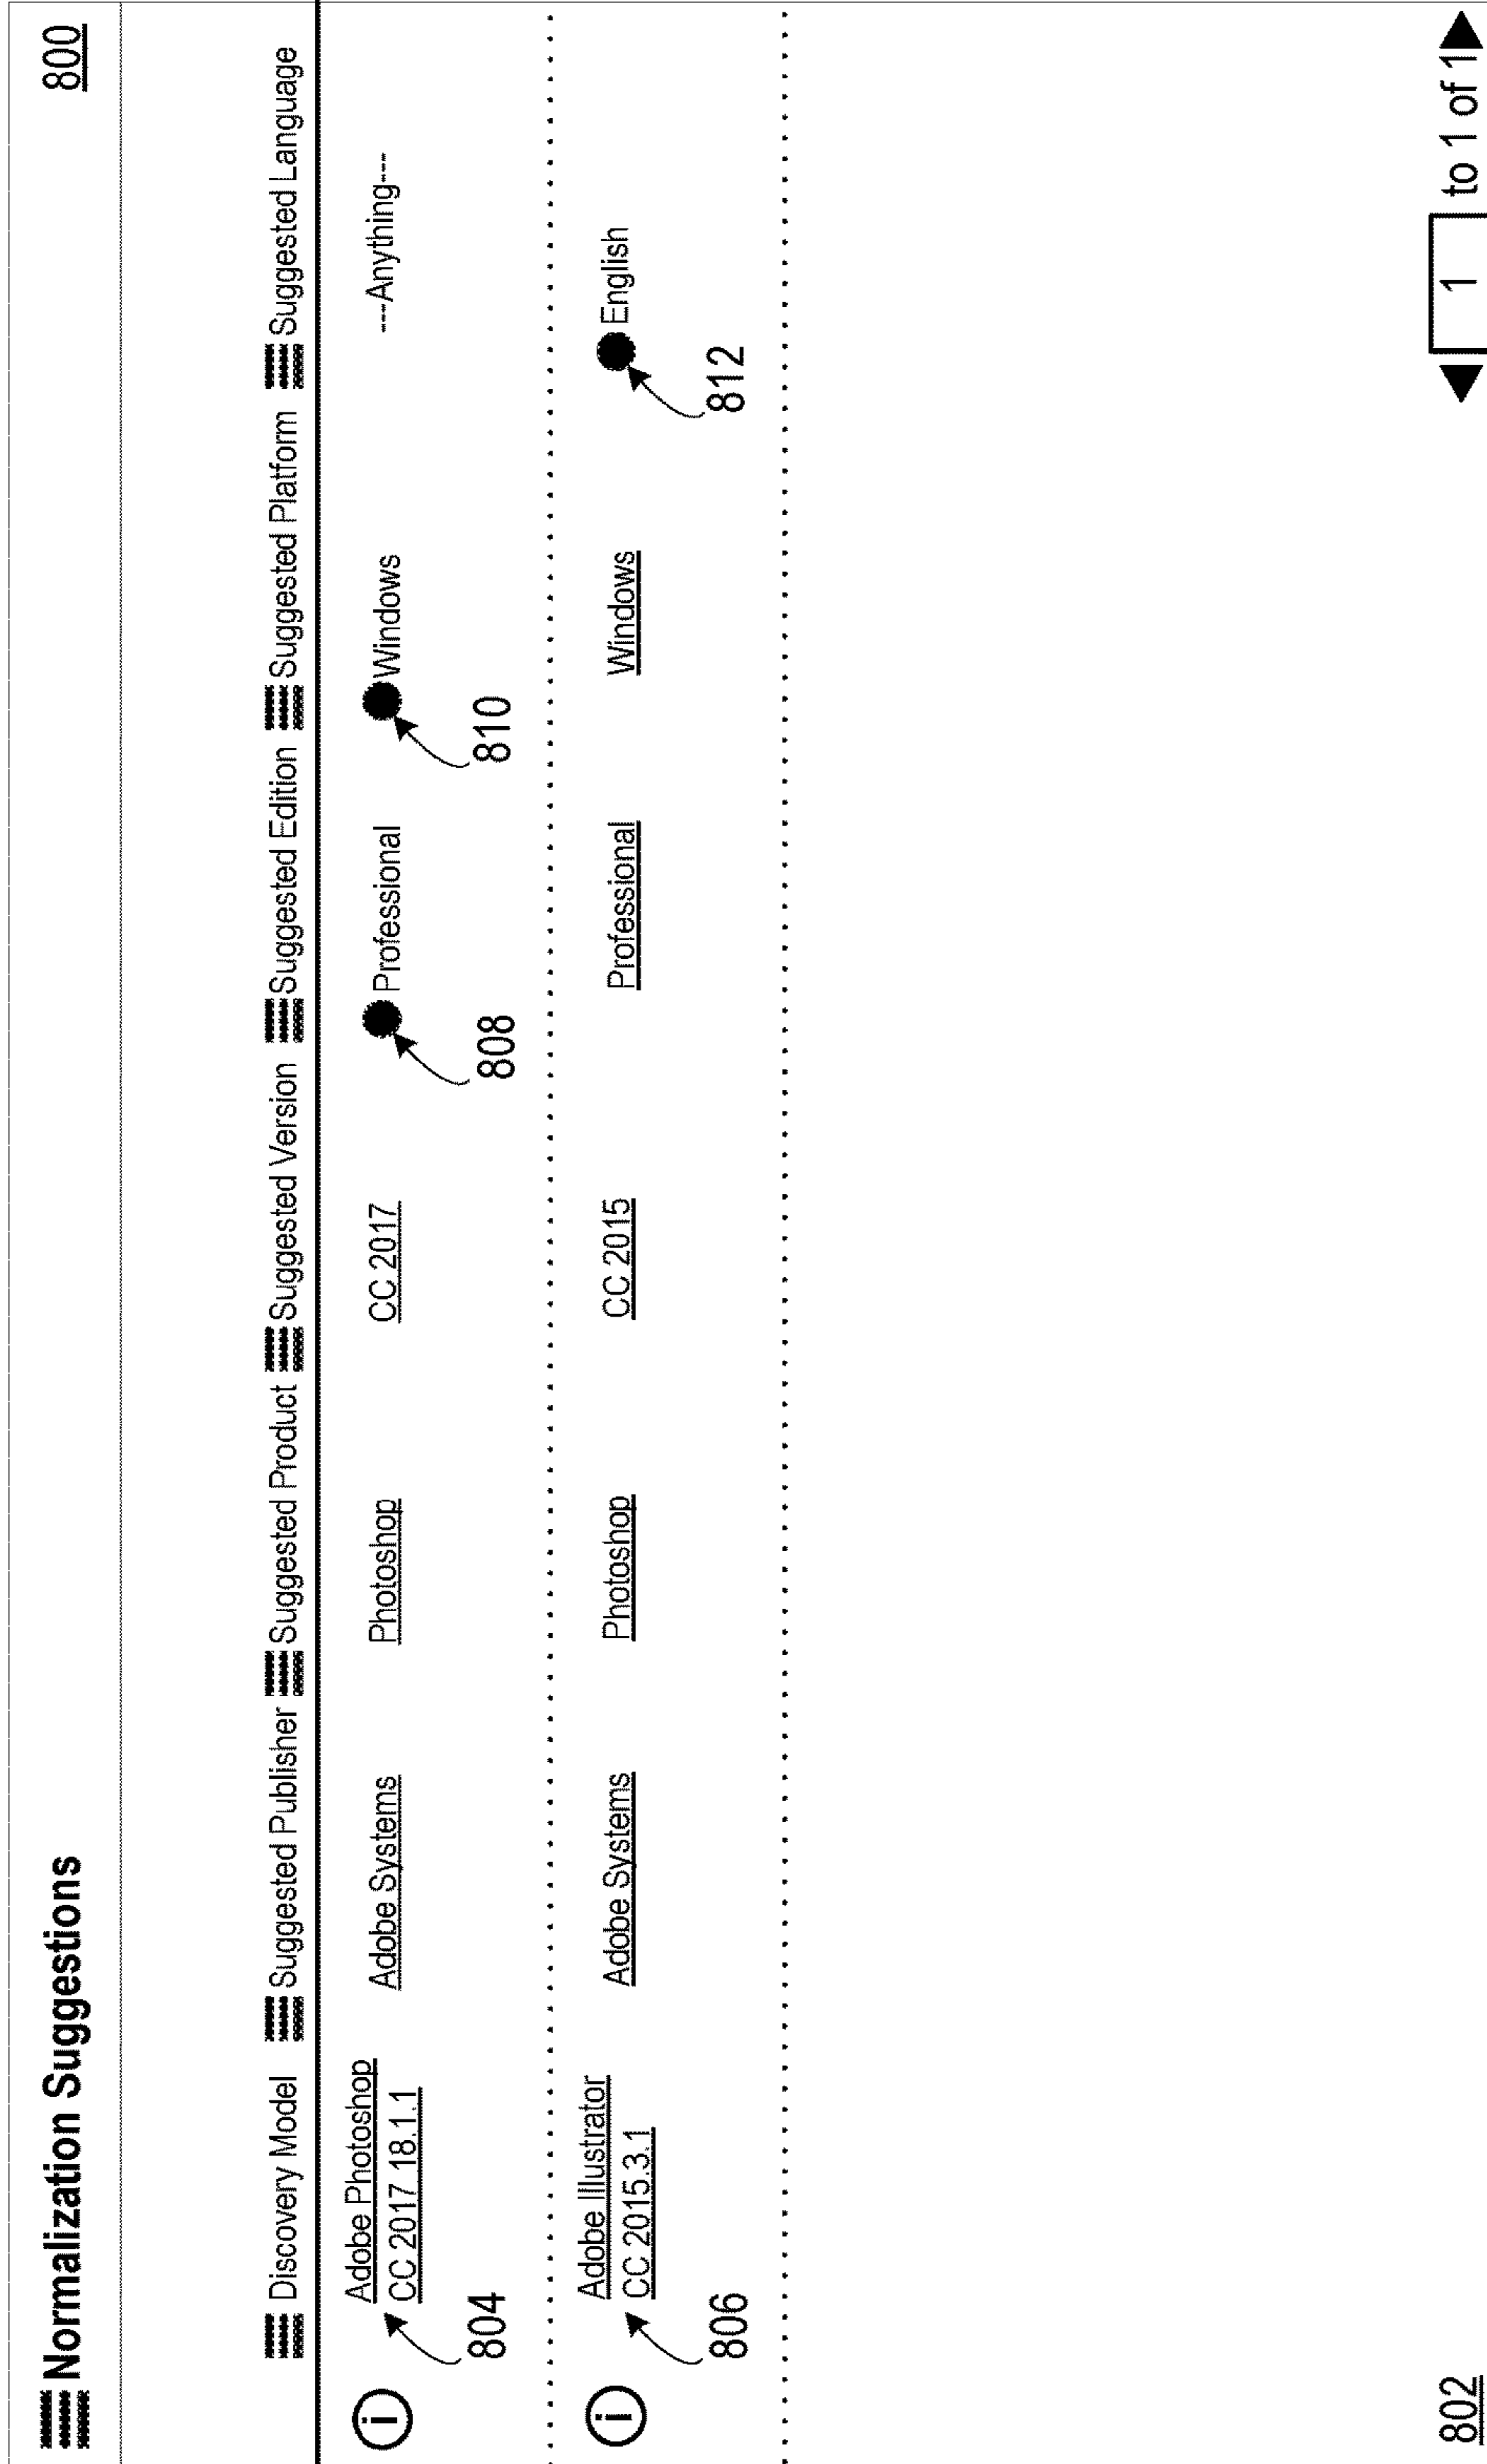 Normalization Suggestions 800
Discovery Model Suggested Publisher Suggested Product Suggested Version Suggested Edition Suggested Platform Suggested Language
i Adobe Photoshop Adobe Systems Photoshop CC 2017 Professional Windows ---Anything---
CC 2017 18.1.1
804 808 810
i Adobe Illustrator Adobe Systems Photoshop CC 2015 Professional Windows English
CC 2015.3.1
806 812
802 1 to 1 of 1